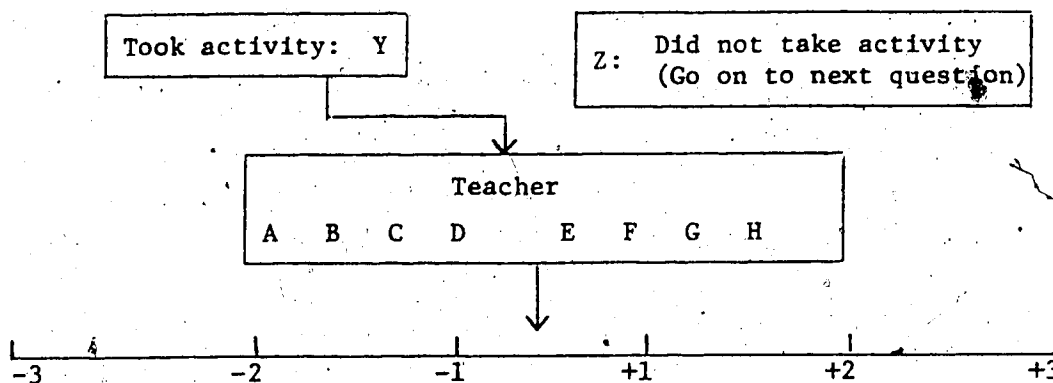 Took activity: Y
Z: Did not take activity
(Go on to next question)
Teacher
A B C D E F G H
-3 -2 -1 +1 +2 +3